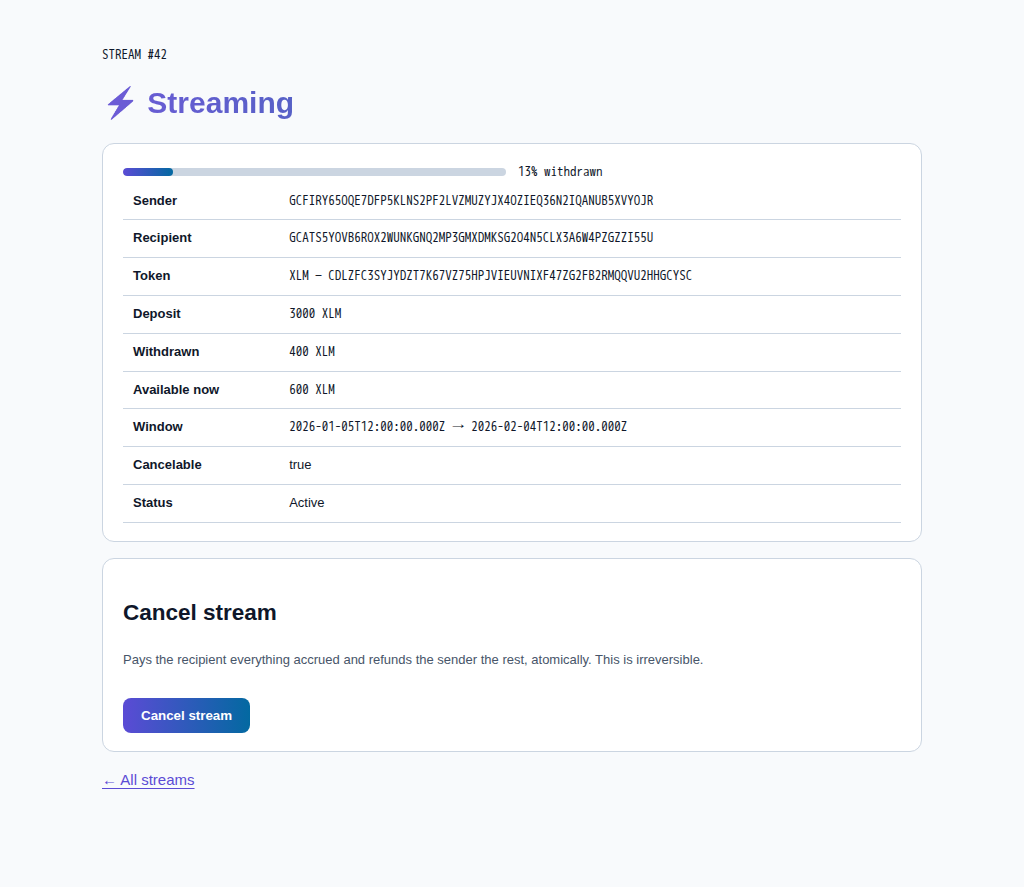 STREAM #42
⚡ Streaming
13% withdrawn
Sender GCFIRY65OQE7DFP5KLNS2PF2LVZMUZYJX4OZIEQ36N2IQANUB5XVYOJR
Recipient GCATS5YOVB6ROX2WUNKGNQ2MP3GMXDMKSG2O4N5CLX3A6W4PZGZZI55U
Token XLM — CDLZFC3SYJYDZT7K67VZ75HPJVIEUVNIXF47ZG2FB2RMQQVU2HHGCYSC
Deposit 3000 XLM
Withdrawn 400 XLM
Available now 600 XLM
Window 2026-01-05T12:00:00.000Z → 2026-02-04T12:00:00.000Z
Cancelable true
Status Active
Cancel stream
Pays the recipient everything accrued and refunds the sender the rest, atomically. This is irreversible.
Cancel stream
← All streams